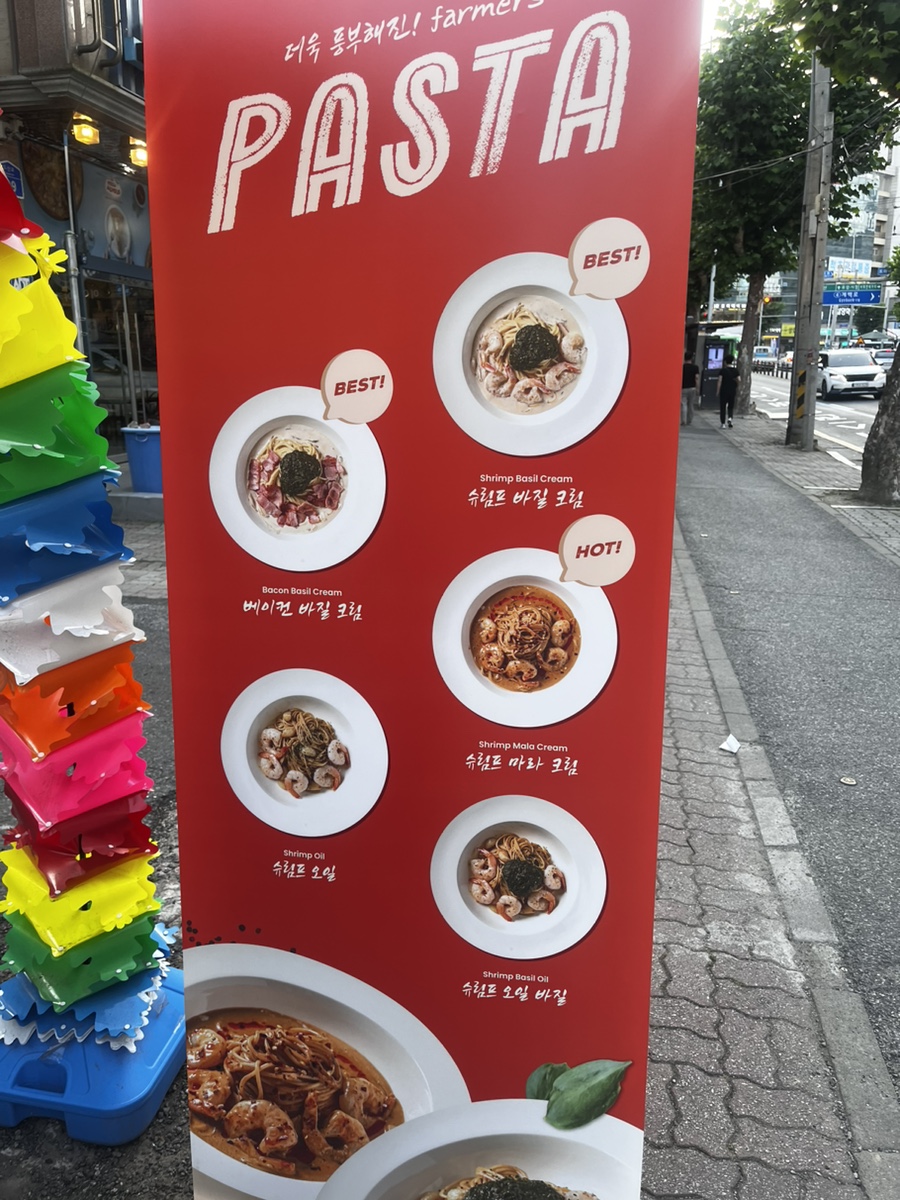 더욱 풍부해진! farmer's
PASTA
BEST!
Shrimp Basil Cream
슈림프 바질 크림
BEST!
Bacon Basil Cream
베이컨 바질 크림
HOT!
Shrimp Mala Cream
슈림프 마라 크림
Shrimp Oil
슈림프 오일
Shrimp Basil Oil
슈림프 오일 바질